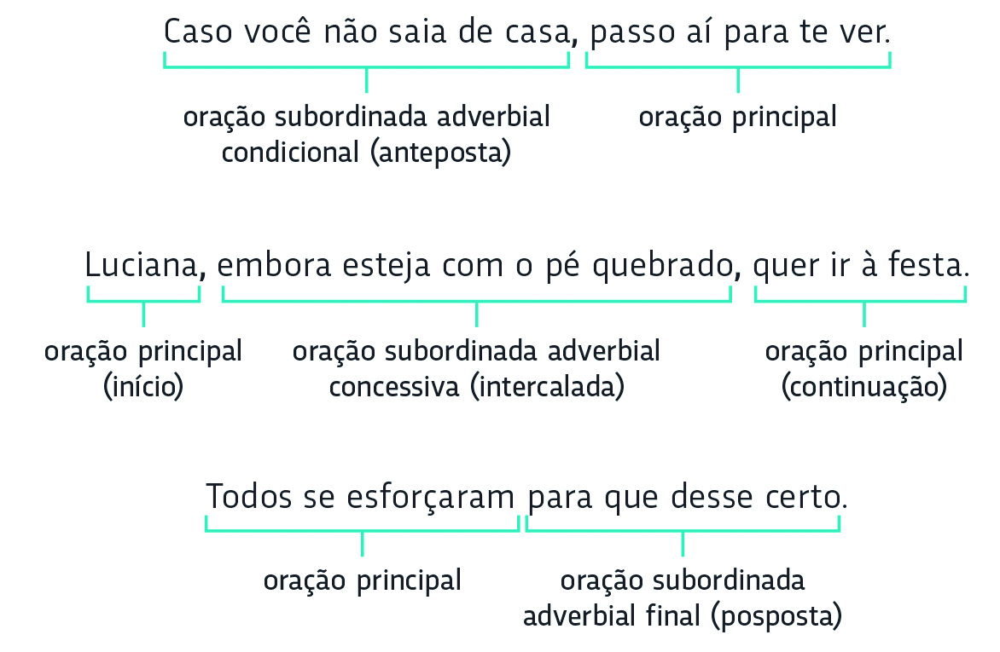 Caso você não saia de casa, passo aí para te ver.
oração subordinada adverbial condicional (anteposta)
oração principal
Luciana, embora esteja com o pé quebrado, quer ir à festa.
oração principal (início)
oração subordinada adverbial concessiva (intercalada)
oração principal (continuação)
Todos se esforçaram para que desse certo.
oração principal
oração subordinada adverbial final (posposta)